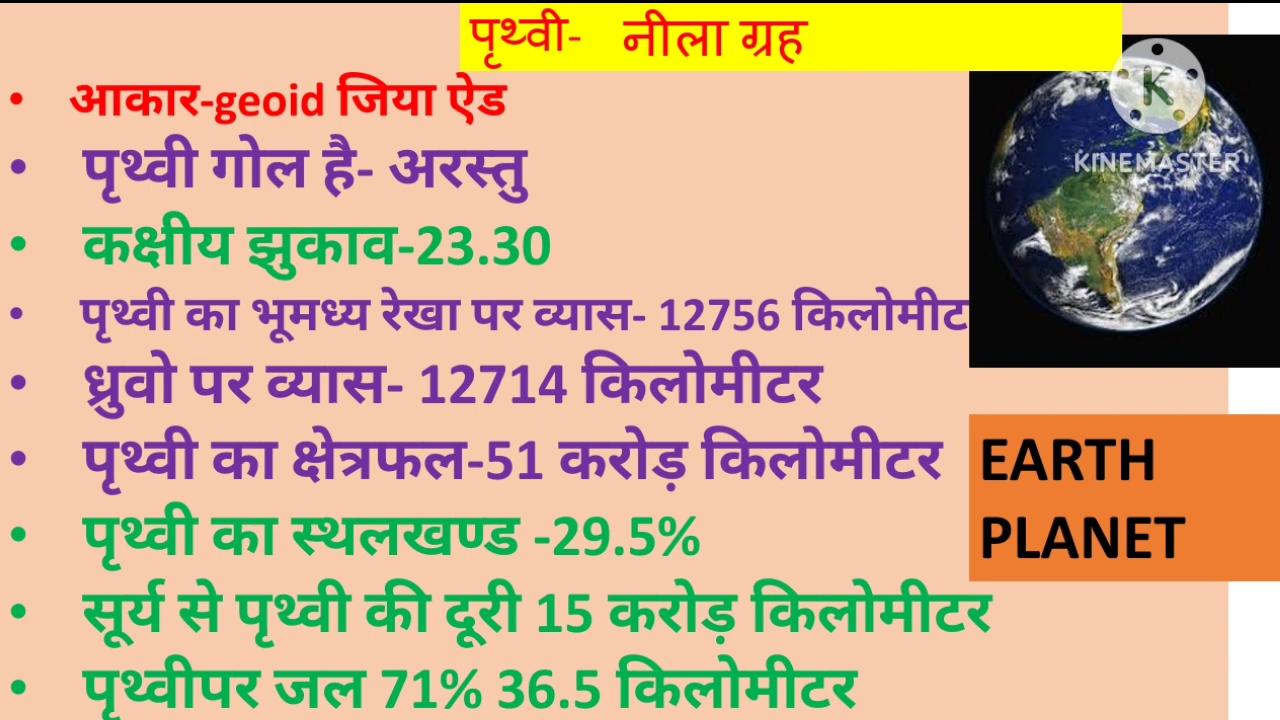 पृथ्वी- नीला ग्रह
• आकार-geoid जिया ऐड
• पृथ्वी गोल है- अरस्तु
• कक्षीय झुकाव-23.30
• पृथ्वी का भूमध्य रेखा पर व्यास- 12756 किलोमीट
• ध्रुवो पर व्यास- 12714 किलोमीटर
• पृथ्वी का क्षेत्रफल-51 करोड़ किलोमीटर
• पृथ्वी का स्थलखण्ड -29.5%
• सूर्य से पृथ्वी की दूरी 15 करोड़ किलोमीटर
• पृथ्वीपर जल 71% 36.5 किलोमीटर
K
KINEMASTER
EARTH
PLANET